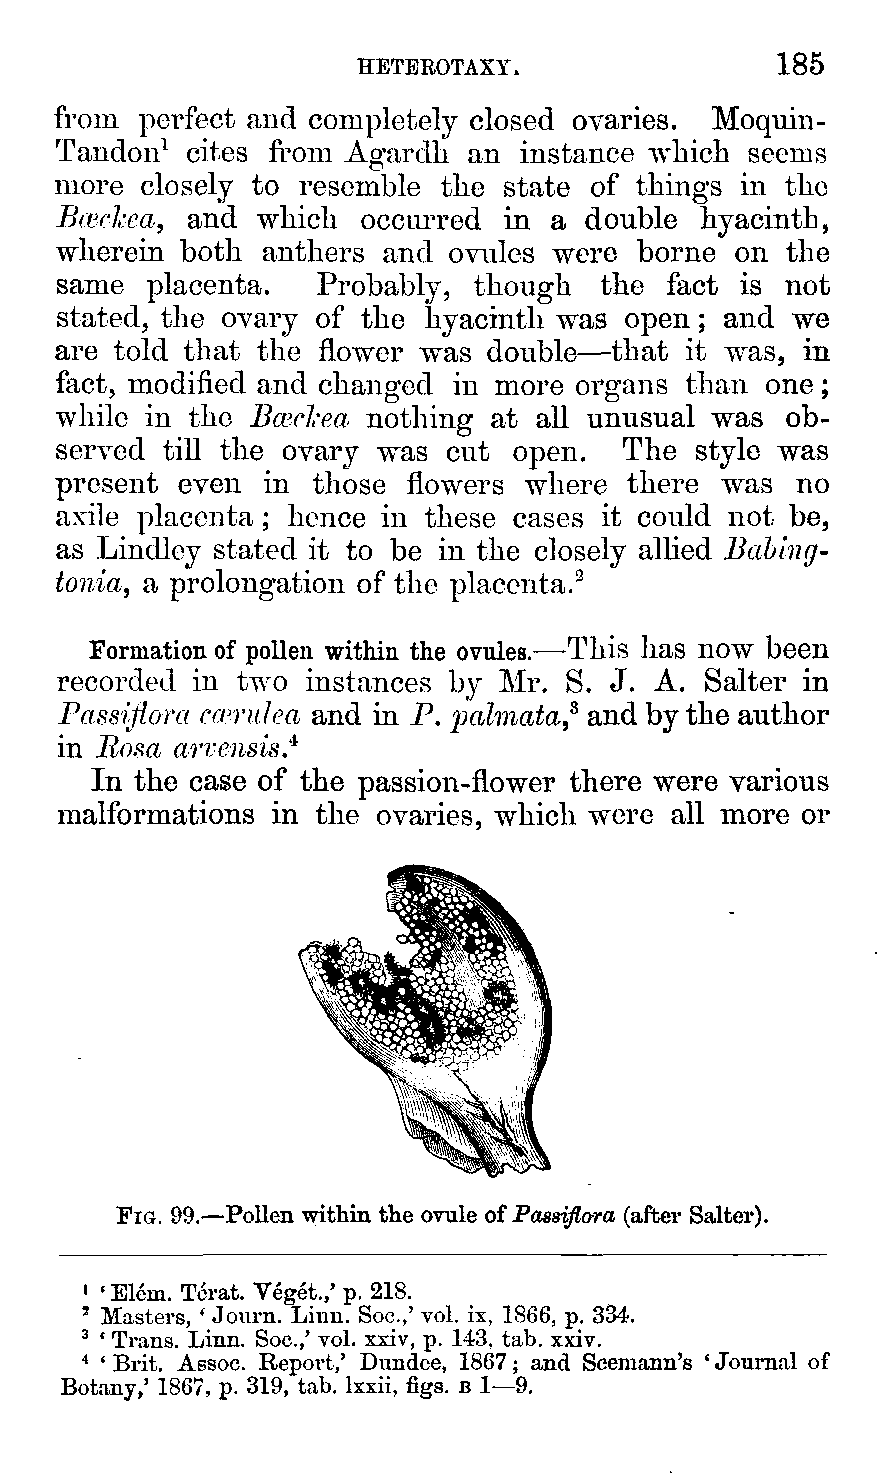 HETEROTAXY. 185
from perfect and completely closed ovaries. Moquin-
Tandon¹ cites from Agardh an instance which seems
more closely to resemble the state of things in the
Bæckea, and which occurred in a double hyacinth,
wherein both anthers and ovules were borne on the
same placenta. Probably, though the fact is not
stated, the ovary of the hyacinth was open; and we
are told that the flower was double—that it was, in
fact, modified and changed in more organs than one;
while in the Bæckea nothing at all unusual was ob-
served till the ovary was cut open. The style was
present even in those flowers where there was no
axile placenta; hence in these cases it could not be,
as Lindley stated it to be in the closely allied Babing-
tonia, a prolongation of the placenta.²
Formation of pollen within the ovules.—This has now been
recorded in two instances by Mr. S. J. A. Salter in
Passiflora cærulea and in P. palmata,³ and by the author
in Rosa arvensis.⁴
In the case of the passion-flower there were various
malformations in the ovaries, which were all more or
FIG. 99.—Pollen within the ovule of Passiflora (after Salter).
¹ ‘Elém. Térat. Végét.,’ p. 218.
² Masters, ‘Journ. Linn. Soc.,’ vol. ix, 1866, p. 334.
³ ‘Trans. Linn. Soc.,’ vol. xxiv, p. 143, tab. xxiv.
⁴ ‘Brit. Assoc. Report,’ Dundee, 1867; and Seemann’s ‘Journal of
Botany,’ 1867, p. 319, tab. lxxii, figs. B 1—9.